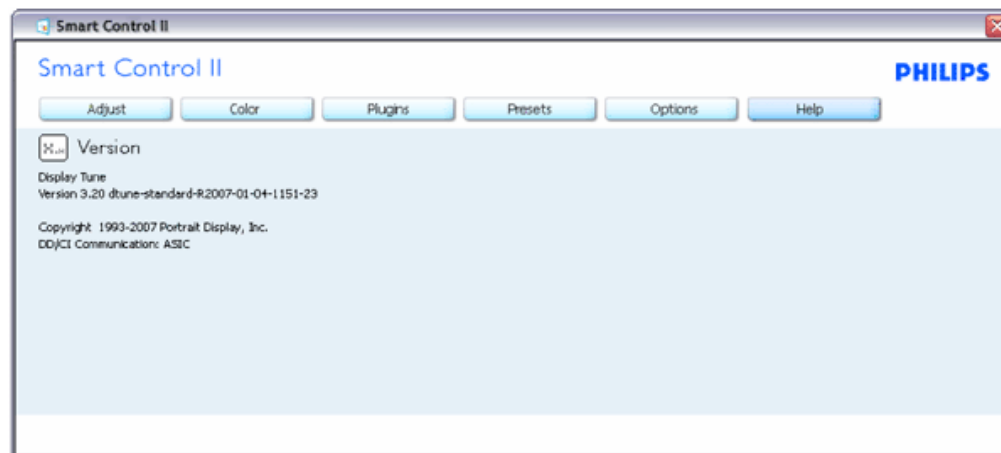 Smart Control II
Smart Control II
PHILIPS
Adjust Color Plugins Presets Options Help
Version
Display Tune
Version 3.20 dtune-standard-R2007-01-04-1151-23
Copyright 1993-2007 Portrait Display, Inc.
DD/CI Communication: ASIC